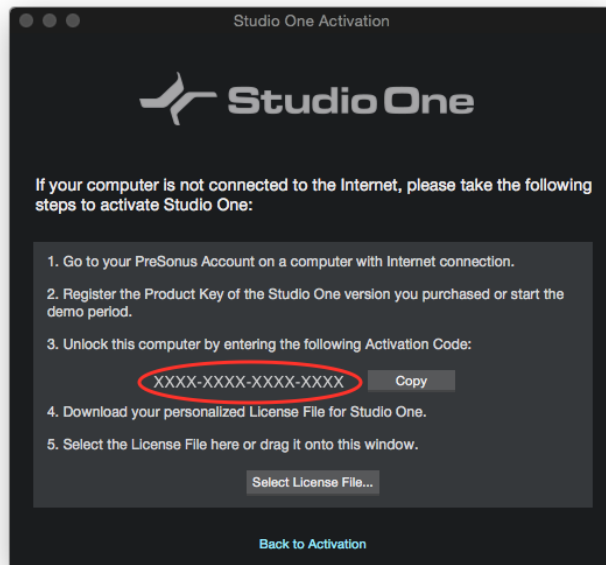 Studio One Activation
Studio One
If your computer is not connected to the Internet, please take the following
steps to activate Studio One:
1. Go to your PreSonus Account on a computer with Internet connection.
2. Register the Product Key of the Studio One version you purchased or start the
demo period.
3. Unlock this computer by entering the following Activation Code:
XXXX-XXXX-XXXX-XXXX Copy
4. Download your personalized License File for Studio One.
5. Select the License File here or drag it onto this window.
Select License File...
Back to Activation